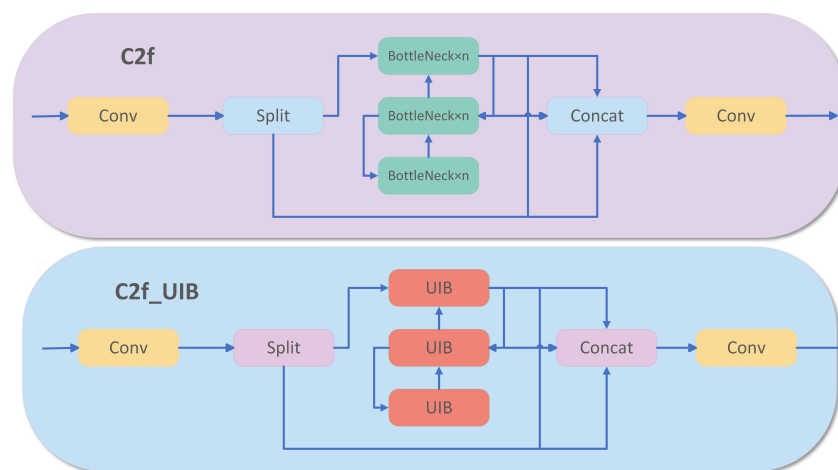 C2f
BottleNeck×n
Conv
Split
BottleNeck×n
Concat
Conv
BottleNeck×n
C2f_UIB
UIB
Conv
Split
UIB
Concat
Conv
UIB